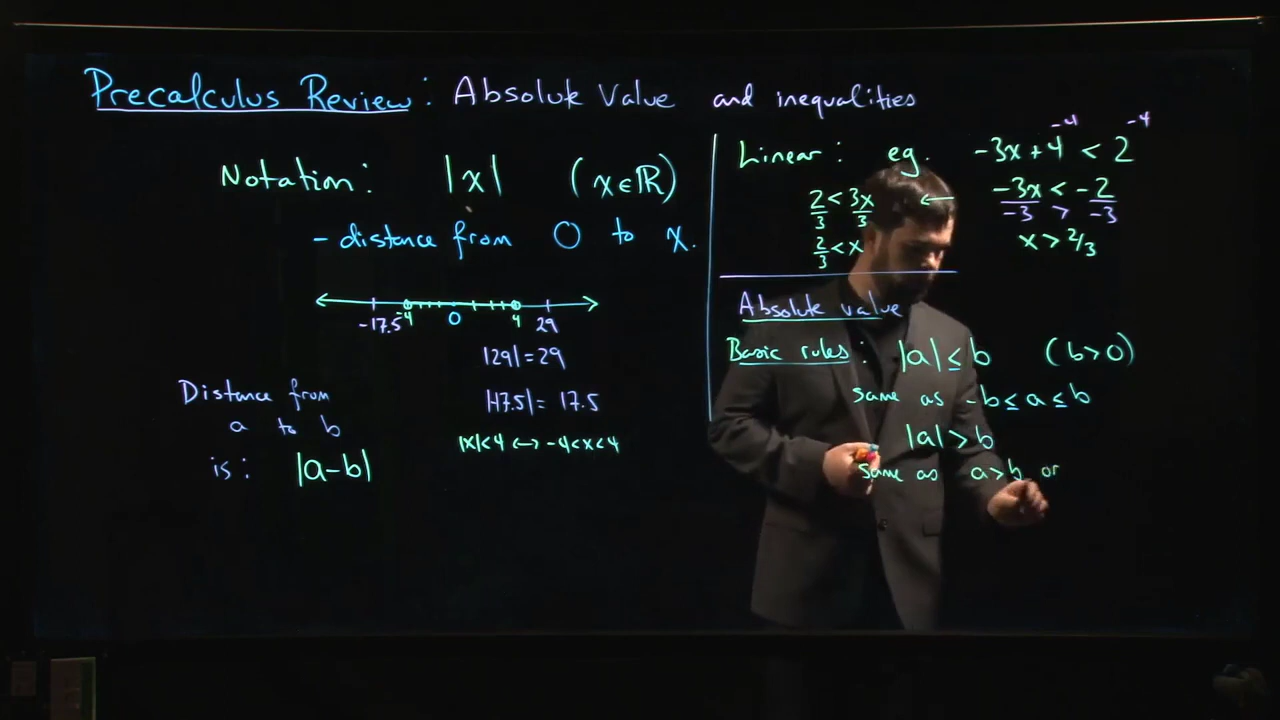 Precalculus Review: Absolute Value and inequalities
Notation: |x| (x∈ℝ)
- distance from 0 to x.
-17.5 -4 0 4 29
|29| = 29
|-17.5| = 17.5
|x|<4 ⟷ -4<x<4
Distance from
a to b
is: |a-b|
Linear: eg. -3x+4 < 2
-4 -4
-3x < -2
-3 > -3
x > 2/3
←
2 < 3x
3 3
2/3 < x
Absolute value
Basic rules: |a| ≤ b (b>0)
same as -b ≤ a ≤ b
|a| > b
same as a>b or